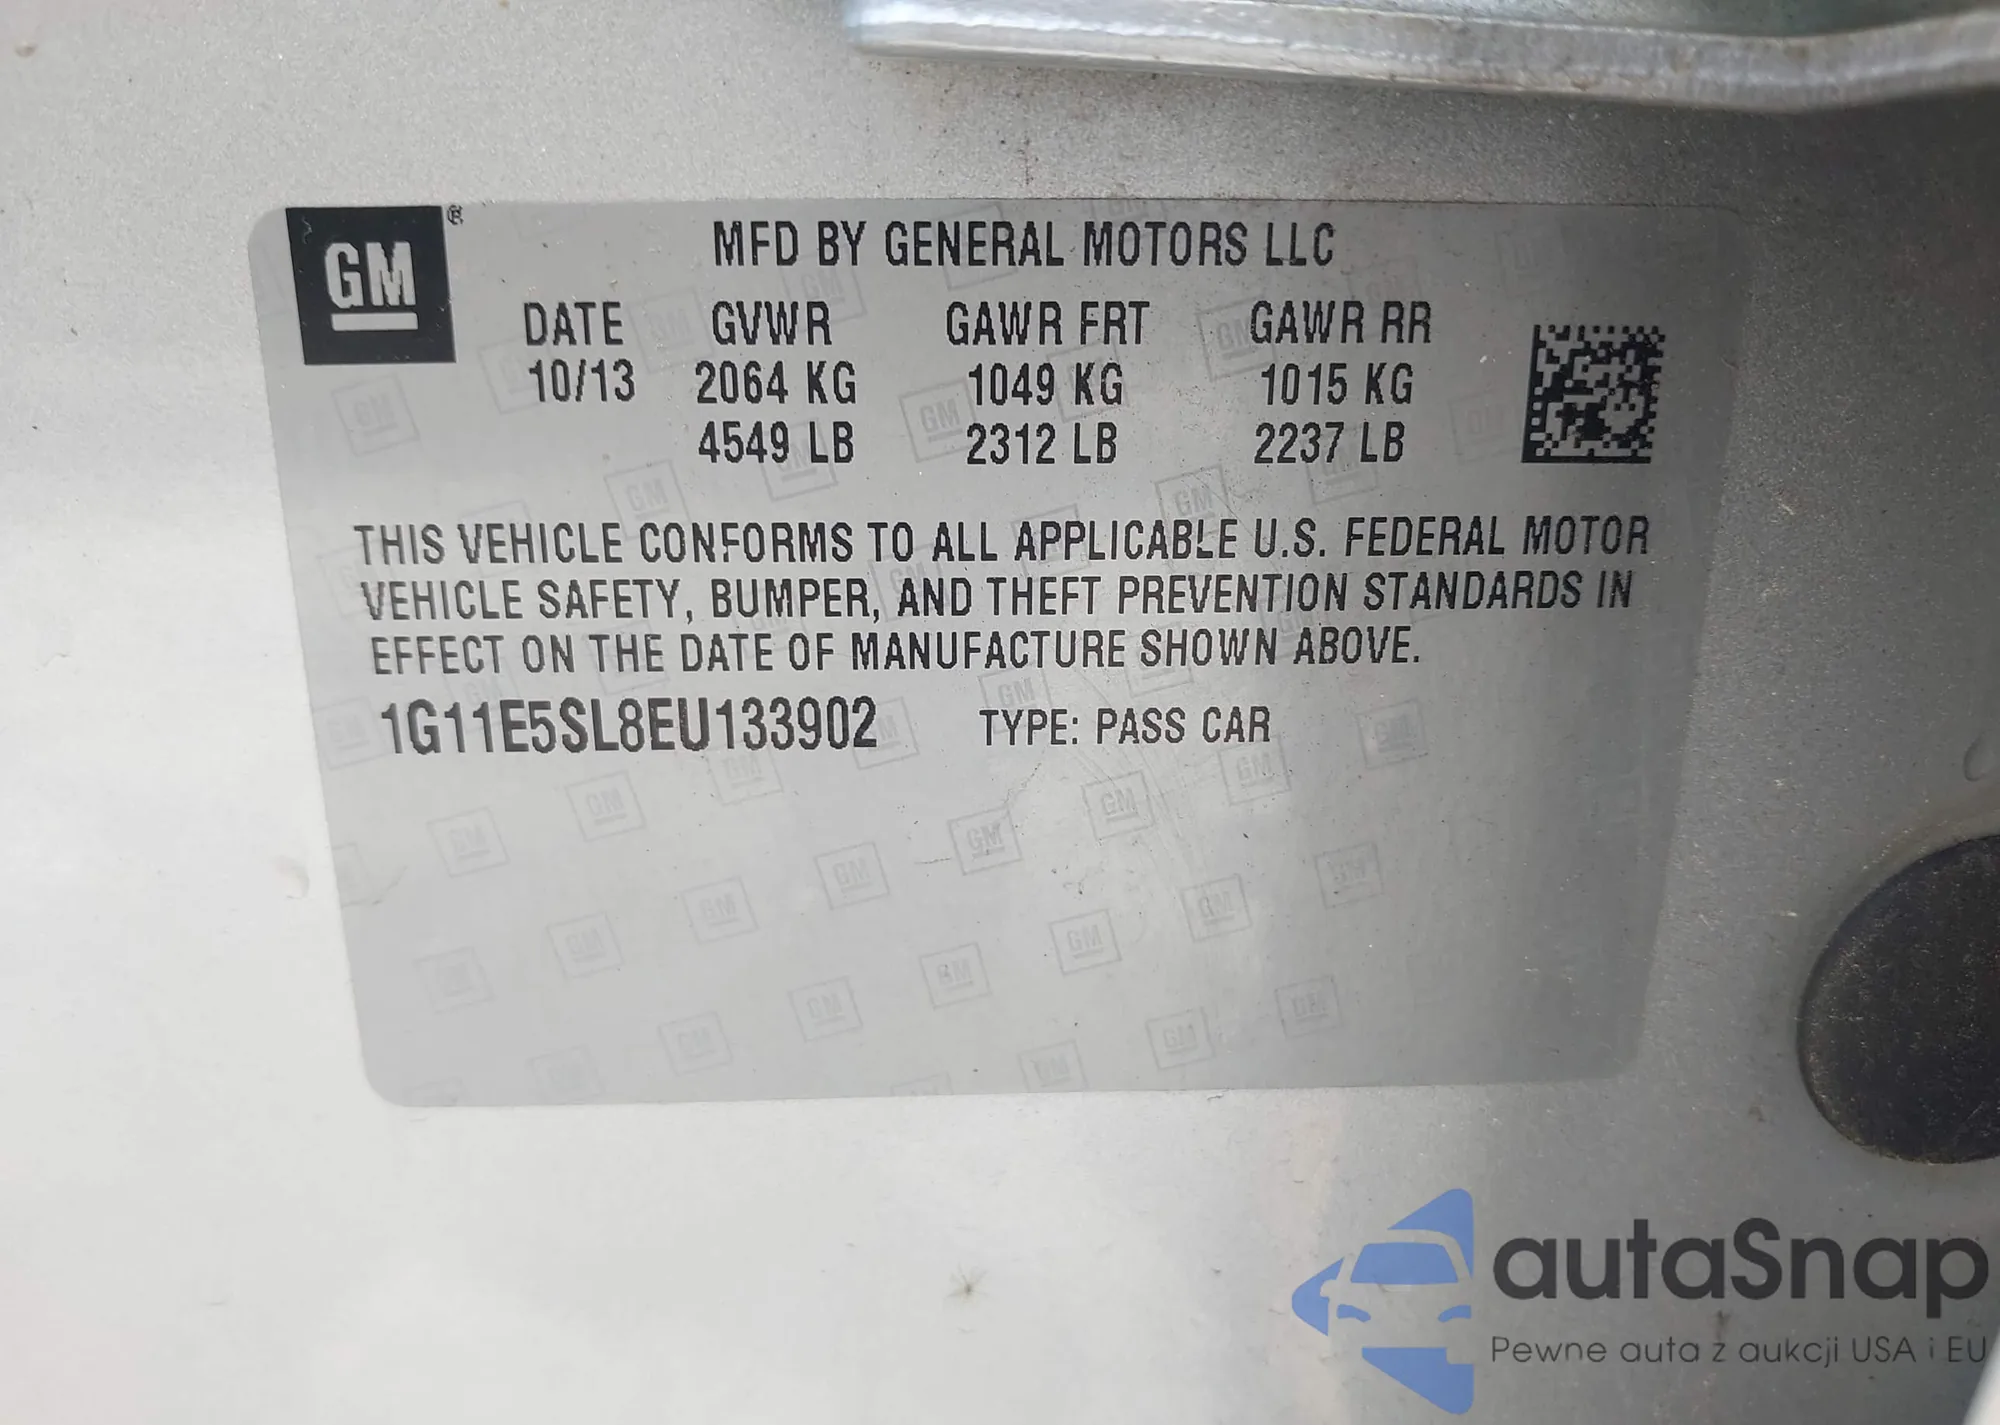 GM ®
MFD BY GENERAL MOTORS LLC
DATE GVWR GAWR FRT GAWR RR
10/13 2064 KG 1049 KG 1015 KG
4549 LB 2312 LB 2237 LB
THIS VEHICLE CONFORMS TO ALL APPLICABLE U.S. FEDERAL MOTOR
VEHICLE SAFETY, BUMPER, AND THEFT PREVENTION STANDARDS IN
EFFECT ON THE DATE OF MANUFACTURE SHOWN ABOVE.
1G11E5SL8EU133902 TYPE: PASS CAR
autaSnap
Pewne auta z aukcji USA i EU